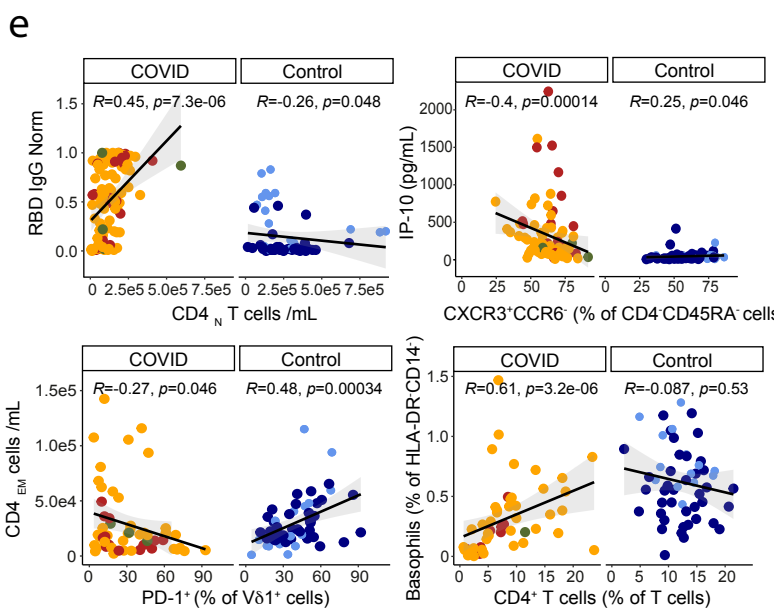 e
COVID Control
R=0.45, p=7.3e-06 R=-0.26, p=0.048
RBD IgG Norm
1.5
1.0
0.5
0.0
0 2.5e5 5.0e5 7.5e5 0 2.5e5 5.0e5 7.5e5
CD4 N T cells /mL
COVID Control
R=-0.4, p=0.00014 R=0.25, p=0.046
IP-10 (pg/mL)
2000
1500
1000
500
0
0 25 50 75 0 25 50 75
CXCR3⁺CCR6⁻ (% of CD4⁻CD45RA⁻ cells
COVID Control
R=-0.27, p=0.046 R=0.48, p=0.00034
CD4 EM cells /mL
1.5e5
1.0e5
5.0e4
0
0 30 60 90 0 30 60 90
PD-1⁺ (% of Vδ1⁺ cells)
COVID Control
R=0.61, p=3.2e-06 R=-0.087, p=0.53
Basophils (% of HLA-DR⁻CD14⁻)
1.5
1.0
0.5
0.0
0 5 10 15 20 0 5 10 15 20
CD4⁺ T cells (% of T cells)